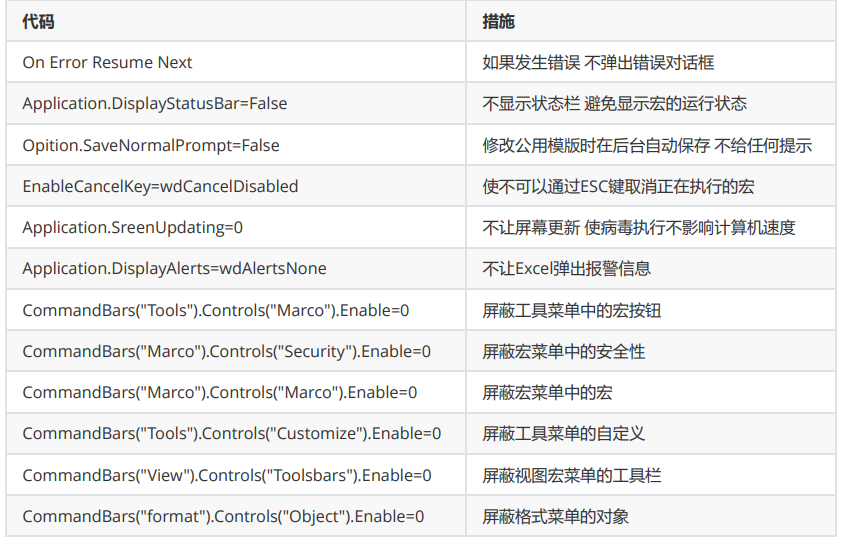 代码 措施
On Error Resume Next 如果发生错误 不弹出错误对话框
Application.DisplayStatusBar=False 不显示状态栏 避免显示宏的运行状态
Opition.SaveNormalPrompt=False 修改公用模版时在后台自动保存 不给任何提示
EnableCancelKey=wdCancelDisabled 使不可以通过ESC键取消正在执行的宏
Application.SreenUpdating=0 不让屏幕更新 使病毒执行不影响计算机速度
Application.DisplayAlerts=wdAlertsNone 不让Excel弹出报警信息
CommandBars("Tools").Controls("Marco").Enable=0 屏蔽工具菜单中的宏按钮
CommandBars("Marco").Controls("Security").Enable=0 屏蔽宏菜单中的安全性
CommandBars("Marco").Controls("Marco").Enable=0 屏蔽宏菜单中的宏
CommandBars("Tools").Controls("Customize").Enable=0 屏蔽工具菜单的自定义
CommandBars("View").Controls("Toolsbars").Enable=0 屏蔽视图宏菜单的工具栏
CommandBars("format").Controls("Object").Enable=0 屏蔽格式菜单的对象